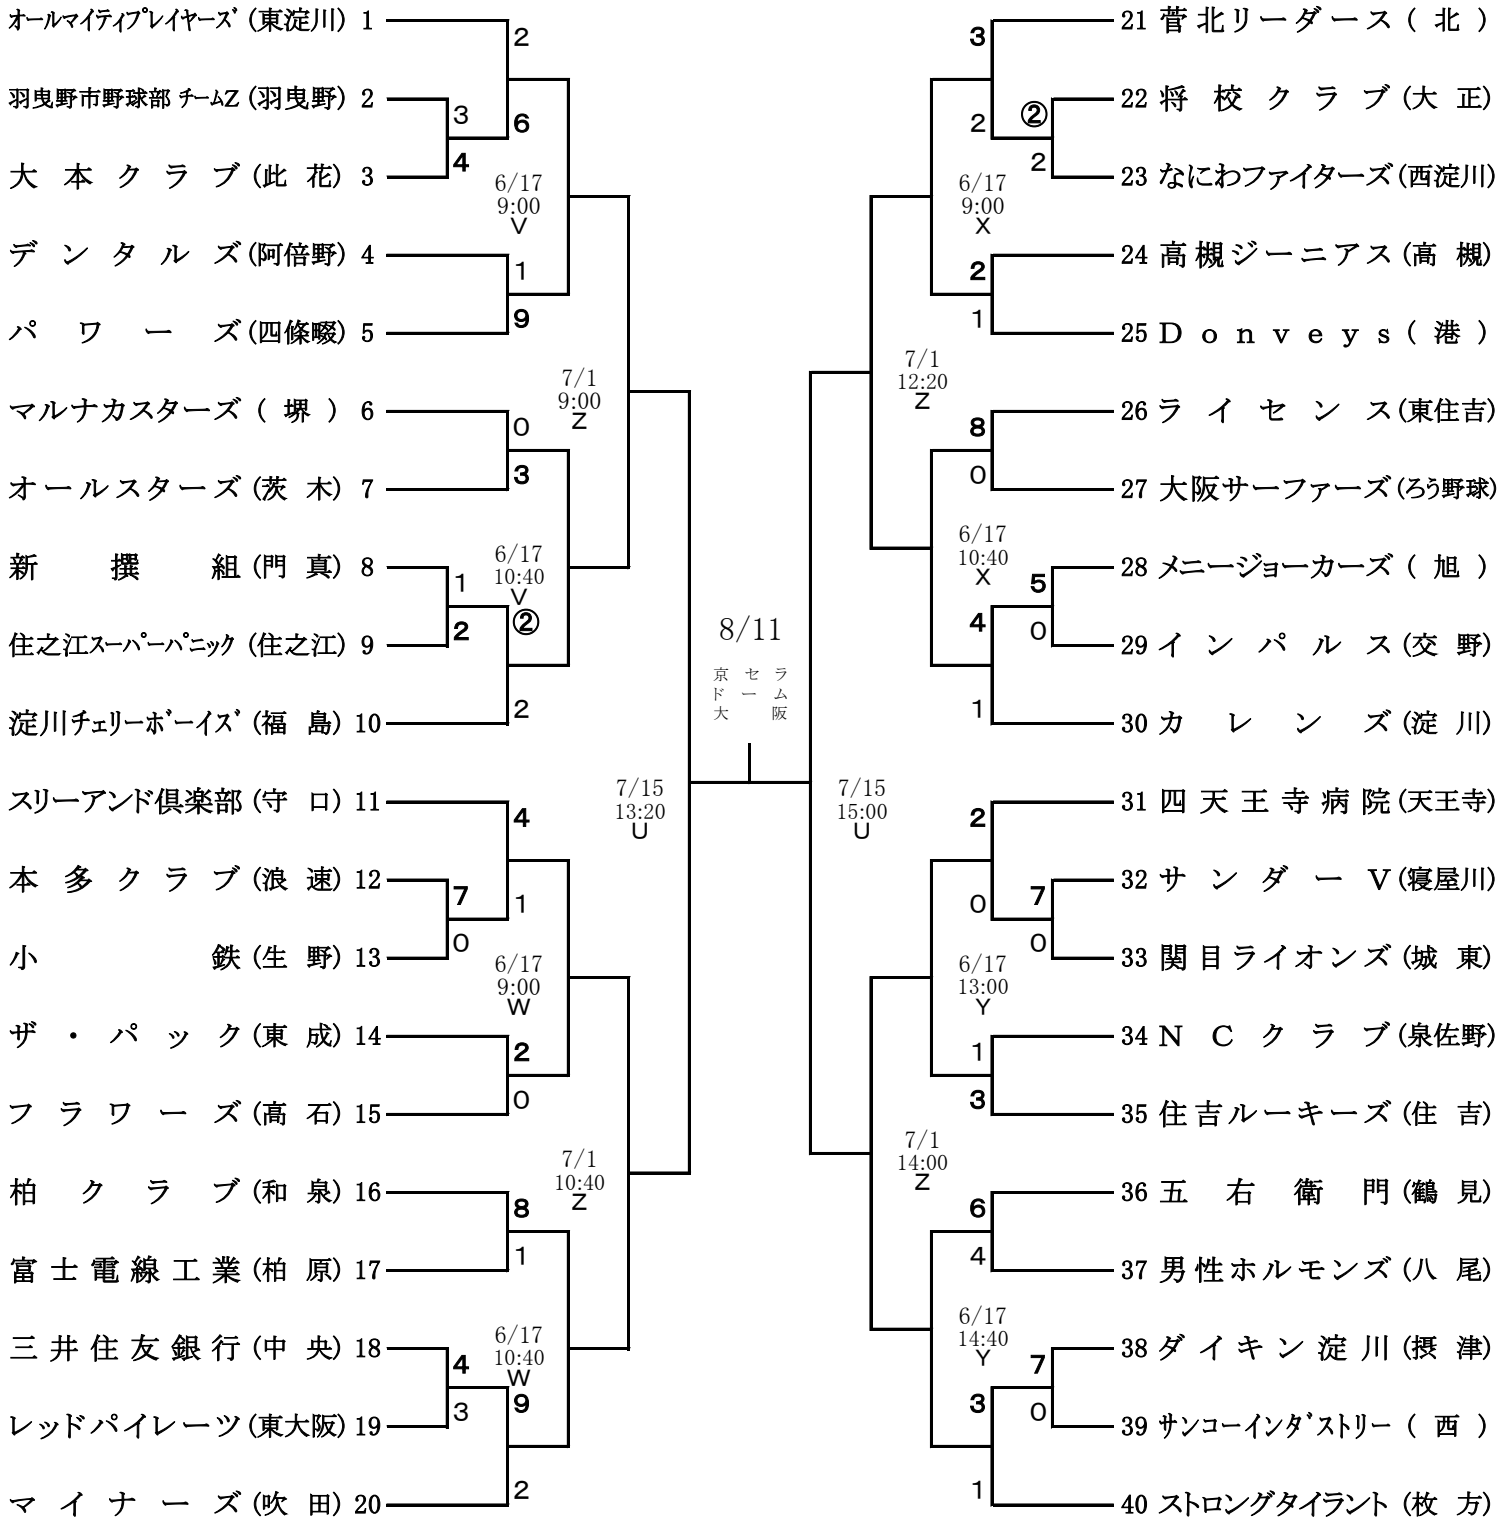 オールマイティプレイヤーズ (東淀川) 1
2
羽曳野市野球部 チームZ (羽曳野) 2
3
6
大本クラブ (此花) 3
4
6/17
9:00
V
デンタルズ (阿倍野) 4
1
パワーズ (四條畷) 5
9
7/1
9:00
Z
マルナカスターズ (堺) 6
0
オールスターズ (茨木) 7
3
6/17
10:40
V
新撰組 (門真) 8
1
住之江スーパーパニック (住之江) 9
2
②
淀川チェリーボーイズ (福島) 10
2
スリーアンド倶楽部 (守口) 11
4
7/15
13:20
U
本多クラブ (浪速) 12
7
1
小鉄 (生野) 13
0
6/17
9:00
W
ザ・パック (東成) 14
2
フラワーズ (高石) 15
0
7/1
10:40
Z
柏クラブ (和泉) 16
8
富士電線工業 (柏原) 17
1
6/17
10:40
W
三井住友銀行 (中央) 18
4
9
レッドパイレーツ (東大阪) 19
3
マイナーズ (吹田) 20
2
8/11
京セラ
ドーム
大阪
3
21 菅北リーダース (北)
②
22 将校クラブ (大正)
2
2
23 なにわファイターズ (西淀川)
6/17
9:00
X
2
24 高槻ジーニアス (高槻)
1
25 Donveys (港)
7/1
12:20
Z
8
26 ライセンス (東住吉)
0
27 大阪サーファーズ (ろう野球)
6/17
10:40
X
5
28 メニージョーカーズ (旭)
4
0
29 インパルス (交野)
1
30 カレンズ (淀川)
7/15
15:00
U
2
31 四天王寺病院 (天王寺)
7
32 サンダーV (寝屋川)
0
0
33 関目ライオンズ (城東)
6/17
13:00
Y
1
34 NCクラブ (泉佐野)
3
35 住吉ルーキーズ (住吉)
7/1
14:00
Z
6
36 五右衛門 (鶴見)
4
37 男性ホルモンズ (八尾)
6/17
14:40
Y
7
38 ダイキン淀川 (摂津)
3
0
39 サンコーインダストリー (西)
1
40 ストロングタイラント (枚方)